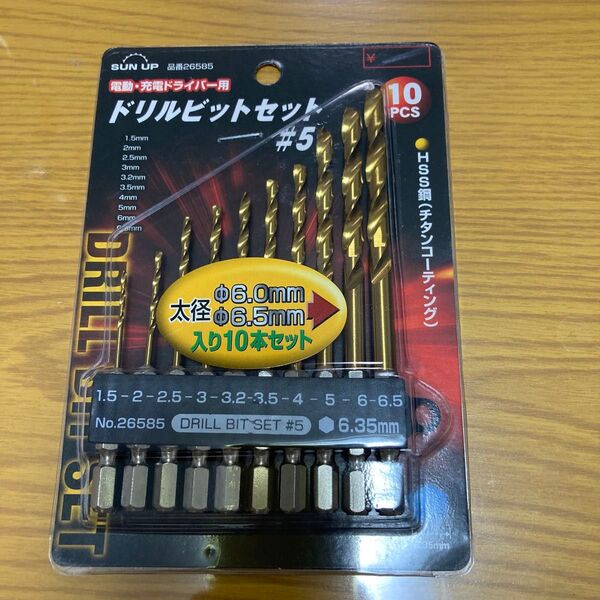 SUN UP 品番26585
¥
電動・充電ドライバー用
ドリルビットセット
#5
10
PCS
1.5mm
2mm
2.5mm
3mm
3.2mm
3.5mm
4mm
5mm
6mm
HSS鋼(チタンコーティング)
DRILL BIT SET
太径 φ6.0mm
φ6.5mm
入り10本セット
1.5-2-2.5-3-3.2-3.5-4-5-6-6.5
No.26585 DRILL BIT SET #5 6.35mm